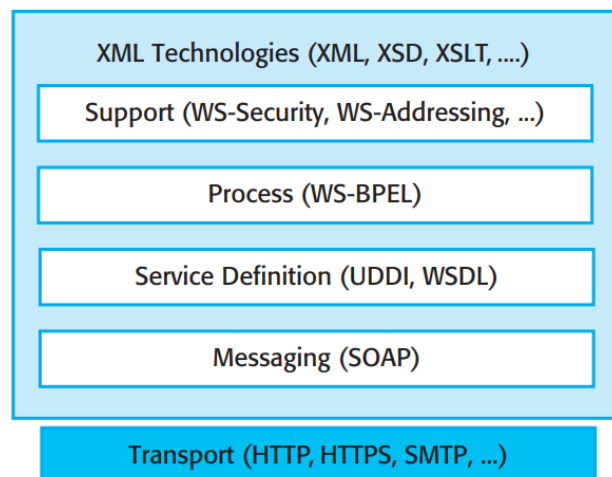 XML Technologies (XML, XSD, XSLT, ....)
Support (WS-Security, WS-Addressing, ...)
Process (WS-BPEL)
Service Definition (UDDI, WSDL)
Messaging (SOAP)
Transport (HTTP, HTTPS, SMTP, ...)